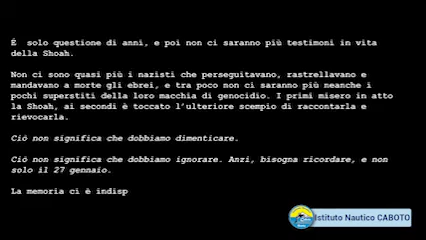 È solo questione di anni, e poi non ci saranno più testimoni in vita
della Shoah.
Non ci sono quasi più i nazisti che perseguitavano, rastrellavano e
mandavano a morte gli ebrei, e tra poco non ci saranno più neanche i
pochi superstiti della loro macchia di genocidio. I primi misero in atto
la Shoah, ai secondi è toccato l'ulteriore scempio di raccontarla e
rievocarla.
Ciò non significa che dobbiamo dimenticare.
Ciò non significa che dobbiamo ignorare. Anzi, bisogna ricordare, e non
solo il 27 gennaio.
La memoria ci è indisp
Istituto Nautico CABOTO